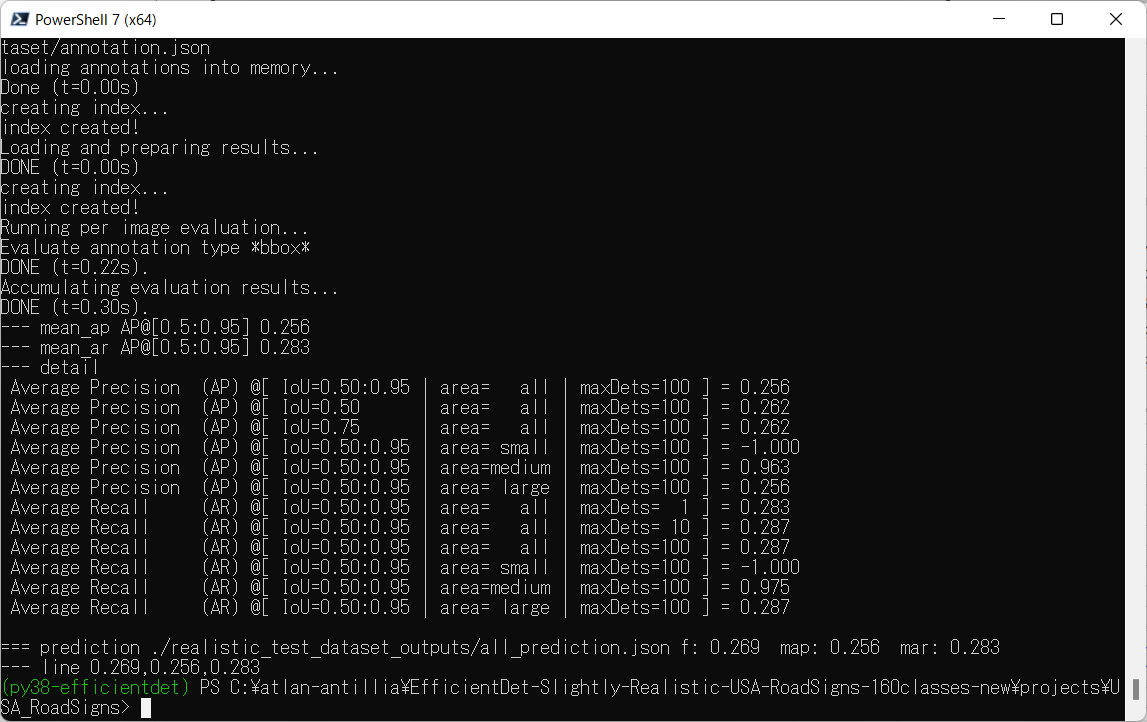 PowerShell 7 (x64)
taset/annotation.json
loading annotations into memory...
Done (t=0.00s)
creating index...
index created!
Loading and preparing results...
DONE (t=0.00s)
creating index...
index created!
Running per image evaluation...
Evaluate annotation type *bbox*
DONE (t=0.22s).
Accumulating evaluation results...
DONE (t=0.30s).
--- mean_ap AP@[0.5:0.95] 0.256
--- mean_ar AP@[0.5:0.95] 0.283
--- detail
 Average Precision  (AP) @[ IoU=0.50:0.95 | area=   all | maxDets=100 ] = 0.256
 Average Precision  (AP) @[ IoU=0.50      | area=   all | maxDets=100 ] = 0.262
 Average Precision  (AP) @[ IoU=0.75      | area=   all | maxDets=100 ] = 0.262
 Average Precision  (AP) @[ IoU=0.50:0.95 | area= small | maxDets=100 ] = -1.000
 Average Precision  (AP) @[ IoU=0.50:0.95 | area=medium | maxDets=100 ] = 0.963
 Average Precision  (AP) @[ IoU=0.50:0.95 | area= large | maxDets=100 ] = 0.256
 Average Recall     (AR) @[ IoU=0.50:0.95 | area=   all | maxDets=  1 ] = 0.283
 Average Recall     (AR) @[ IoU=0.50:0.95 | area=   all | maxDets= 10 ] = 0.287
 Average Recall     (AR) @[ IoU=0.50:0.95 | area=   all | maxDets=100 ] = 0.287
 Average Recall     (AR) @[ IoU=0.50:0.95 | area= small | maxDets=100 ] = -1.000
 Average Recall     (AR) @[ IoU=0.50:0.95 | area=medium | maxDets=100 ] = 0.975
 Average Recall     (AR) @[ IoU=0.50:0.95 | area= large | maxDets=100 ] = 0.287
=== prediction ./realistic_test_dataset_outputs/all_prediction.json f: 0.269  map: 0.256  mar: 0.283
--- line 0.269,0.256,0.283
(py38-efficientdet) PS C:¥atlan-antillia¥EfficientDet-Slightly-Realistic-USA-RoadSigns-160classes-new¥projects¥U
SA_RoadSigns>